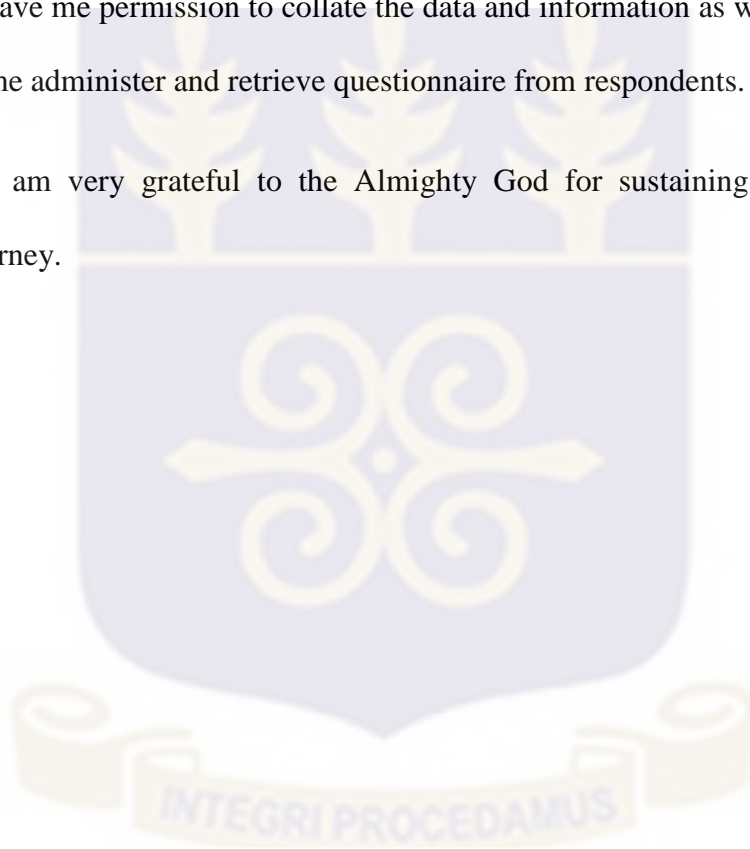 ave me permission to collate the data and information as w
ne administer and retrieve questionnaire from respondents.
am very grateful to the Almighty God for sustaining
rney.
INTEGRI PROCEDAMUS